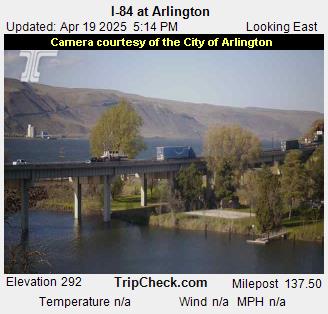 I-84 at Arlington
Updated: Apr 19 2025 5:14 PM Looking East
Camera courtesy of the City of Arlington
Elevation 292 TripCheck.com Milepost 137.50
Temperature n/a Wind n/a MPH n/a